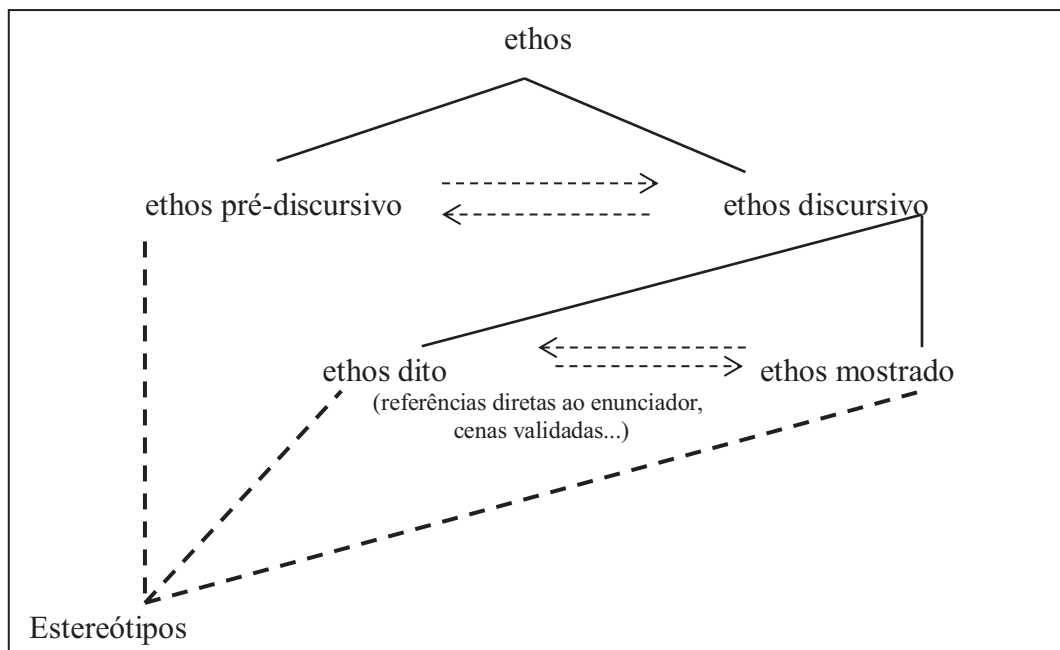 ethos
ethos pré-discursivo
ethos discursivo
ethos dito
ethos mostrado
(referências diretas ao enunciador,
cenas validadas...)
Estereótipos